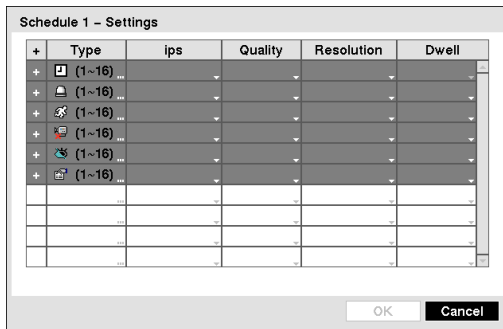 Schedule 1 – Settings
+ Type ips Quality Resolution Dwell
+ (1~16) ...
+ (1~16) ...
+ (1~16) ...
+ (1~16) ...
+ (1~16) ...
+ (1~16) ...
...
...
...
...
OK Cancel